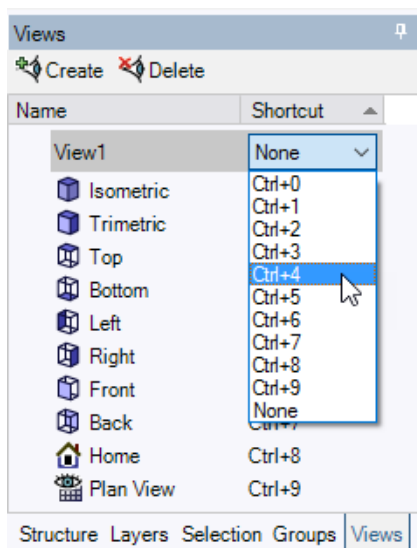 Views
Create Delete
Name Shortcut
View1 None
Ctrl+0
Isometric
Ctrl+1
Trimetric
Ctrl+2
Top
Ctrl+3
Ctrl+4
Bottom
Ctrl+5
Left
Ctrl+6
Right
Ctrl+7
Ctrl+8
Front
Ctrl+9
None
Back Ctrl+7
Home Ctrl+8
Plan View Ctrl+9
Structure Layers Selection Groups Views